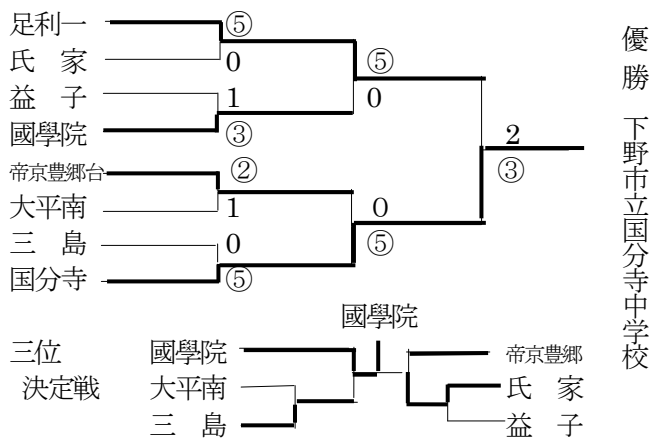 足利一
⑤
氏 家
0
⑤
益 子
1
0
國學院
③
2
③
帝京豊郷台
②
大平南
1
0
三 島
0
⑤
国分寺
⑤
優勝 下野市立国分寺中学校
國學院
三位
決定戦
國學院
大平南
三 島
帝京豊郷
氏 家
益 子